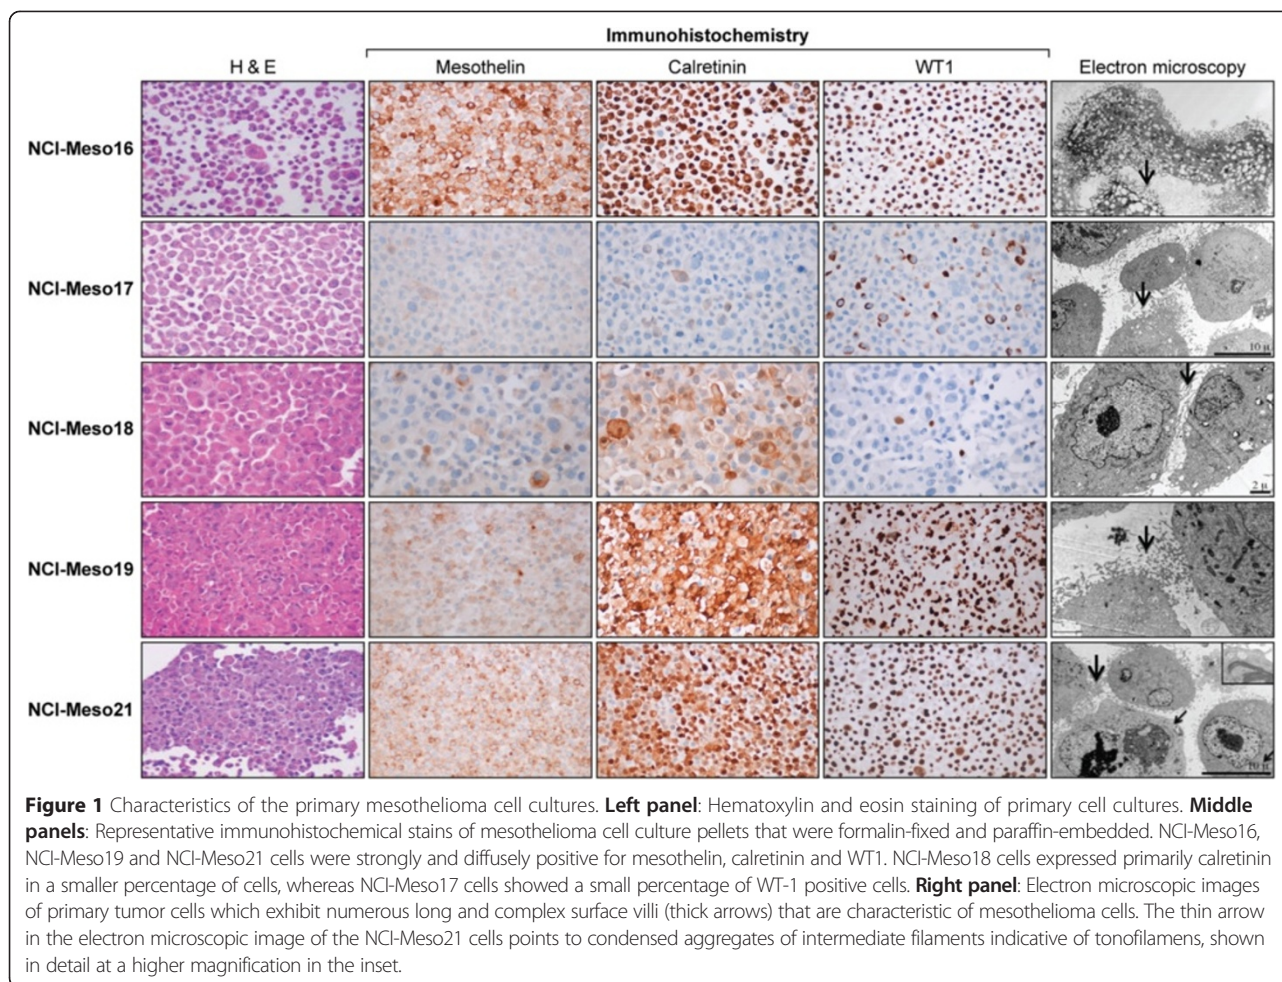 Immunohistochemistry
H & E Mesothelin Calretinin WT1 Electron microscopy
NCI-Meso16
NCI-Meso17
10 µ
NCI-Meso18
2 µ
NCI-Meso19
NCI-Meso21
10 µ
Figure 1 Characteristics of the primary mesothelioma cell cultures. Left panel: Hematoxylin and eosin staining of primary cell cultures. Middle
panels: Representative immunohistochemical stains of mesothelioma cell culture pellets that were formalin-fixed and paraffin-embedded. NCI-Meso16,
NCI-Meso19 and NCI-Meso21 cells were strongly and diffusely positive for mesothelin, calretinin and WT1. NCI-Meso18 cells expressed primarily calretinin
in a smaller percentage of cells, whereas NCI-Meso17 cells showed a small percentage of WT-1 positive cells. Right panel: Electron microscopic images
of primary tumor cells which exhibit numerous long and complex surface villi (thick arrows) that are characteristic of mesothelioma cells. The thin arrow
in the electron microscopic image of the NCI-Meso21 cells points to condensed aggregates of intermediate filaments indicative of tonofilamens, shown
in detail at a higher magnification in the inset.